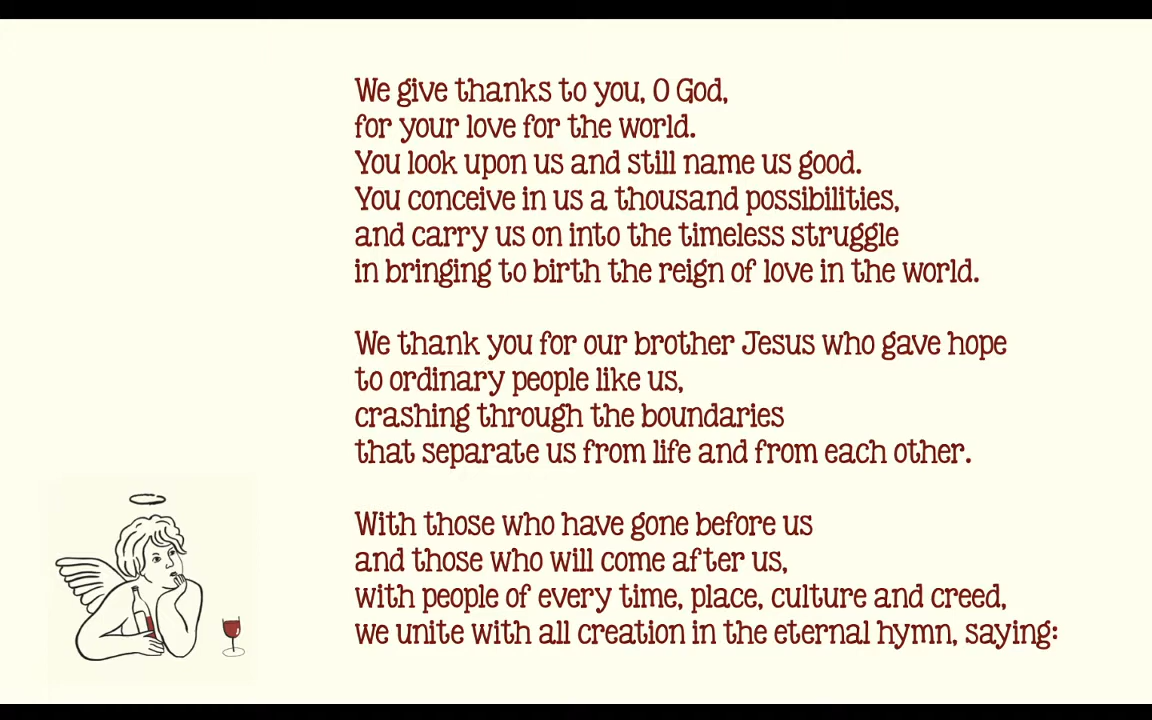 We give thanks to you, O God,
for your love for the world.
You look upon us and still name us good.
You conceive in us a thousand possibilities,
and carry us on into the timeless struggle
in bringing to birth the reign of love in the world.
We thank you for our brother Jesus who gave hope
to ordinary people like us,
crashing through the boundaries
that separate us from life and from each other.
With those who have gone before us
and those who will come after us,
with people of every time, place, culture and creed,
we unite with all creation in the eternal hymn, saying: